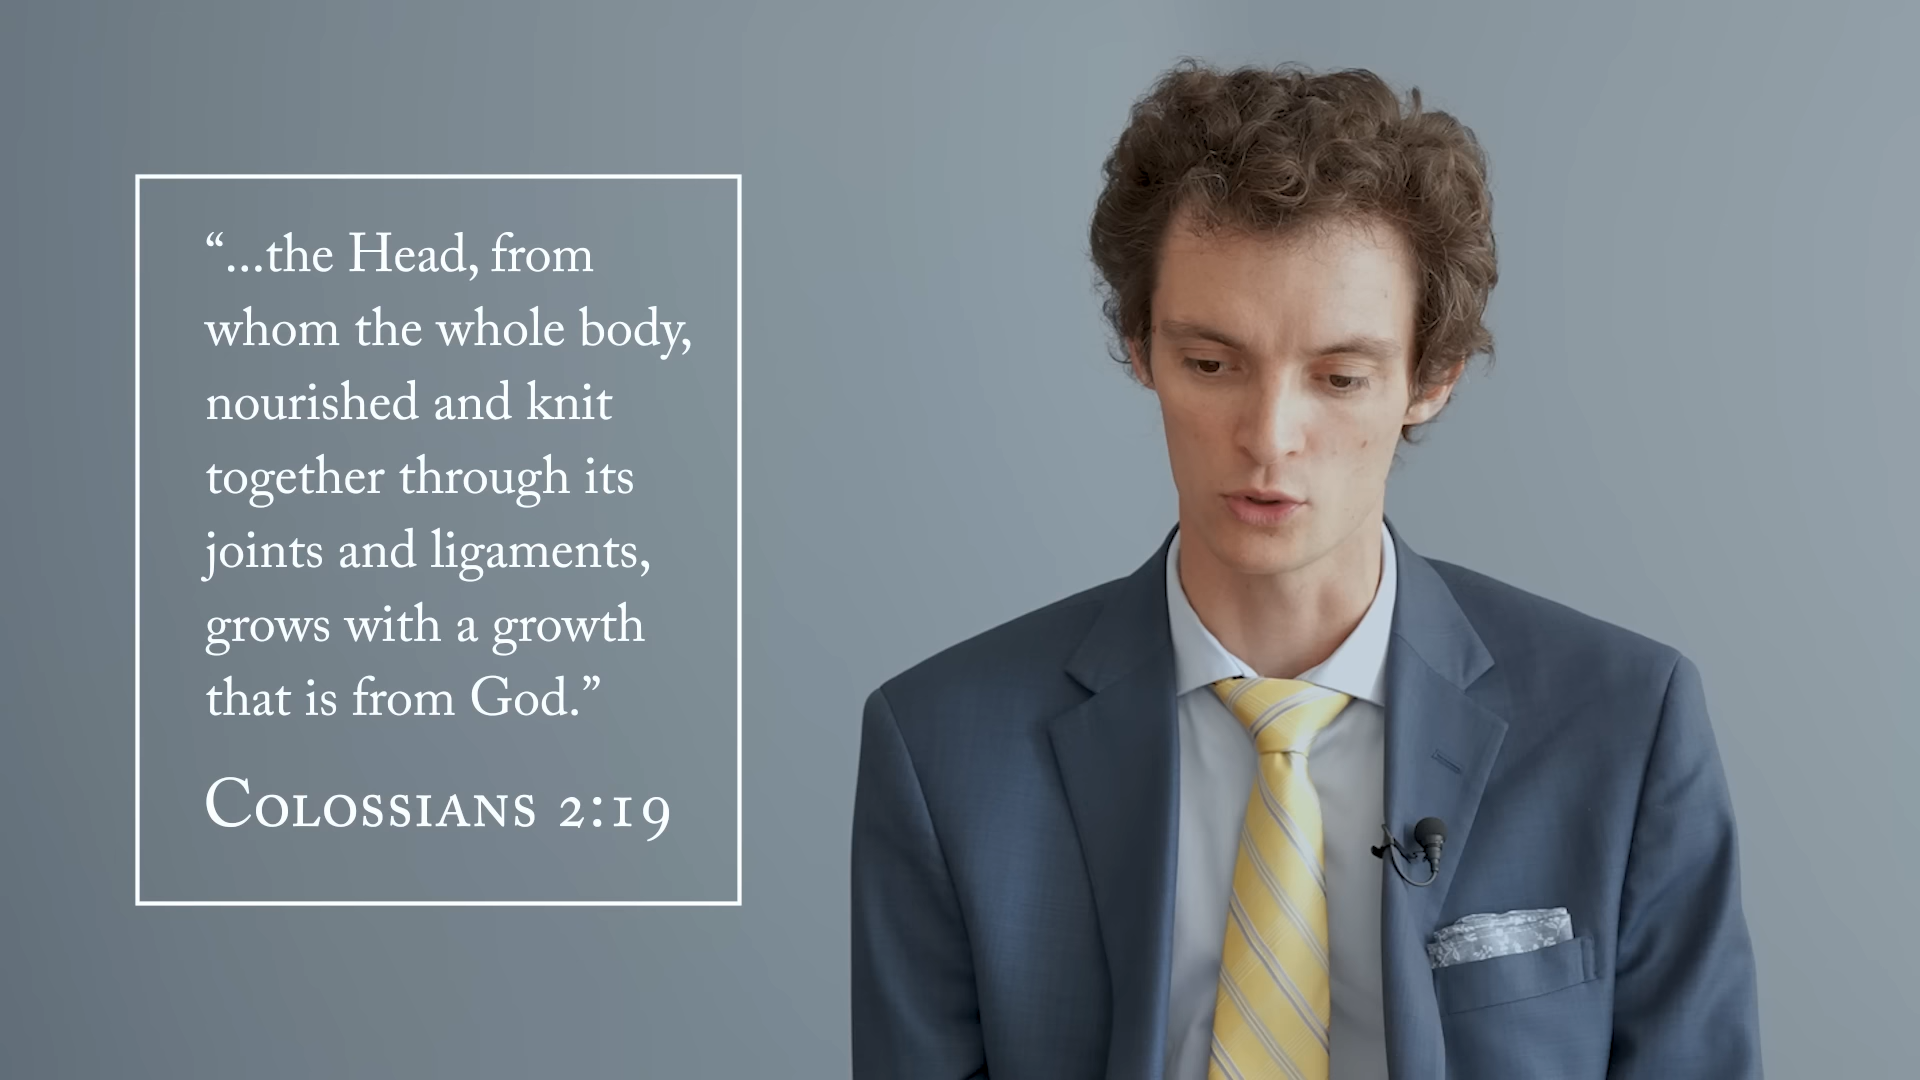 “...the Head, from
whom the whole body,
nourished and knit
together through its
joints and ligaments,
grows with a growth
that is from God.”
Colossians 2:19